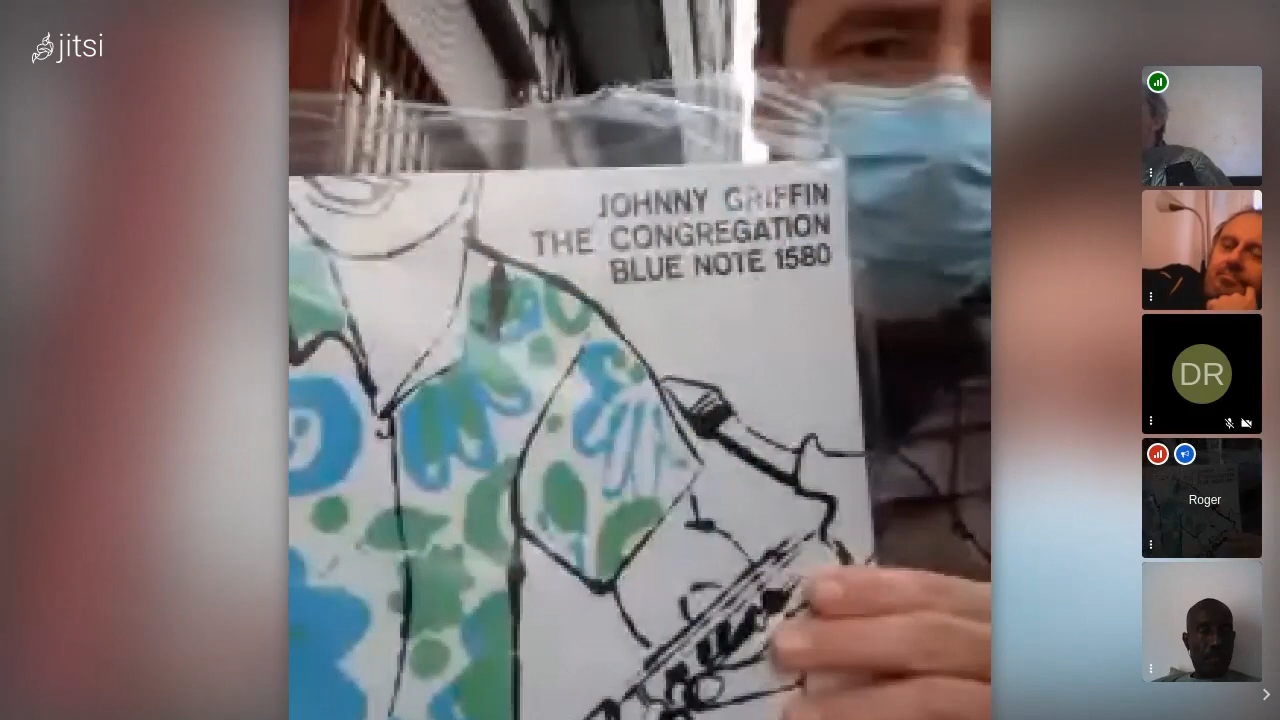 jitsi
JOHNNY GRIFFIN
THE CONGREGATION
BLUE NOTE 1580
DR
Roger